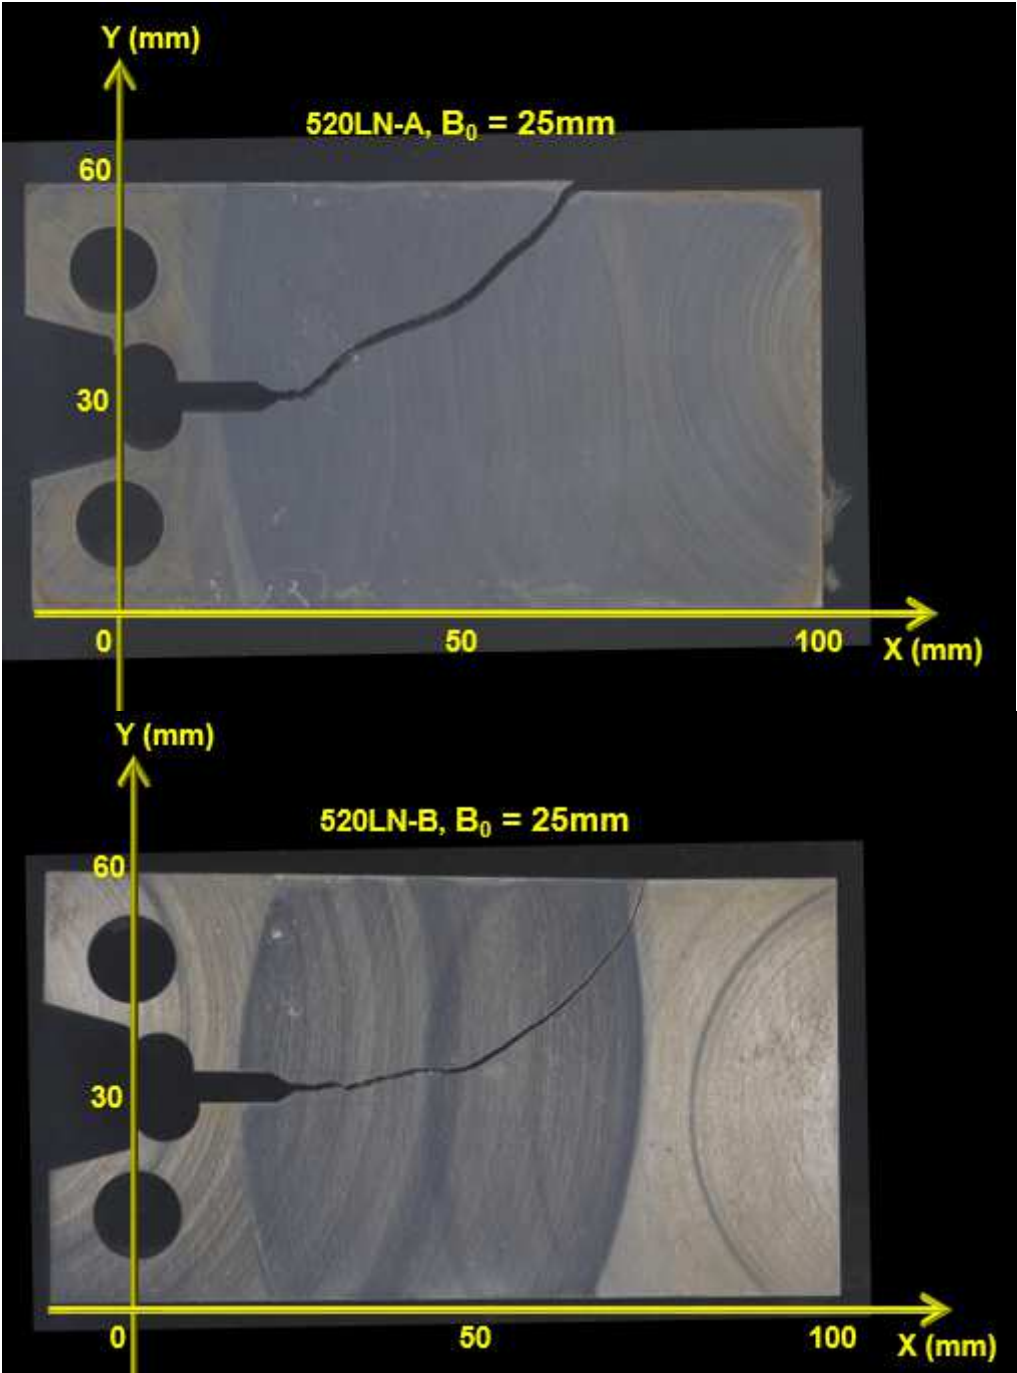 Y (mm)
520LN-A, B₀ = 25mm
60
30
0 50 100
X (mm)
Y (mm)
520LN-B, B₀ = 25mm
60
30
0 50 100
X (mm)